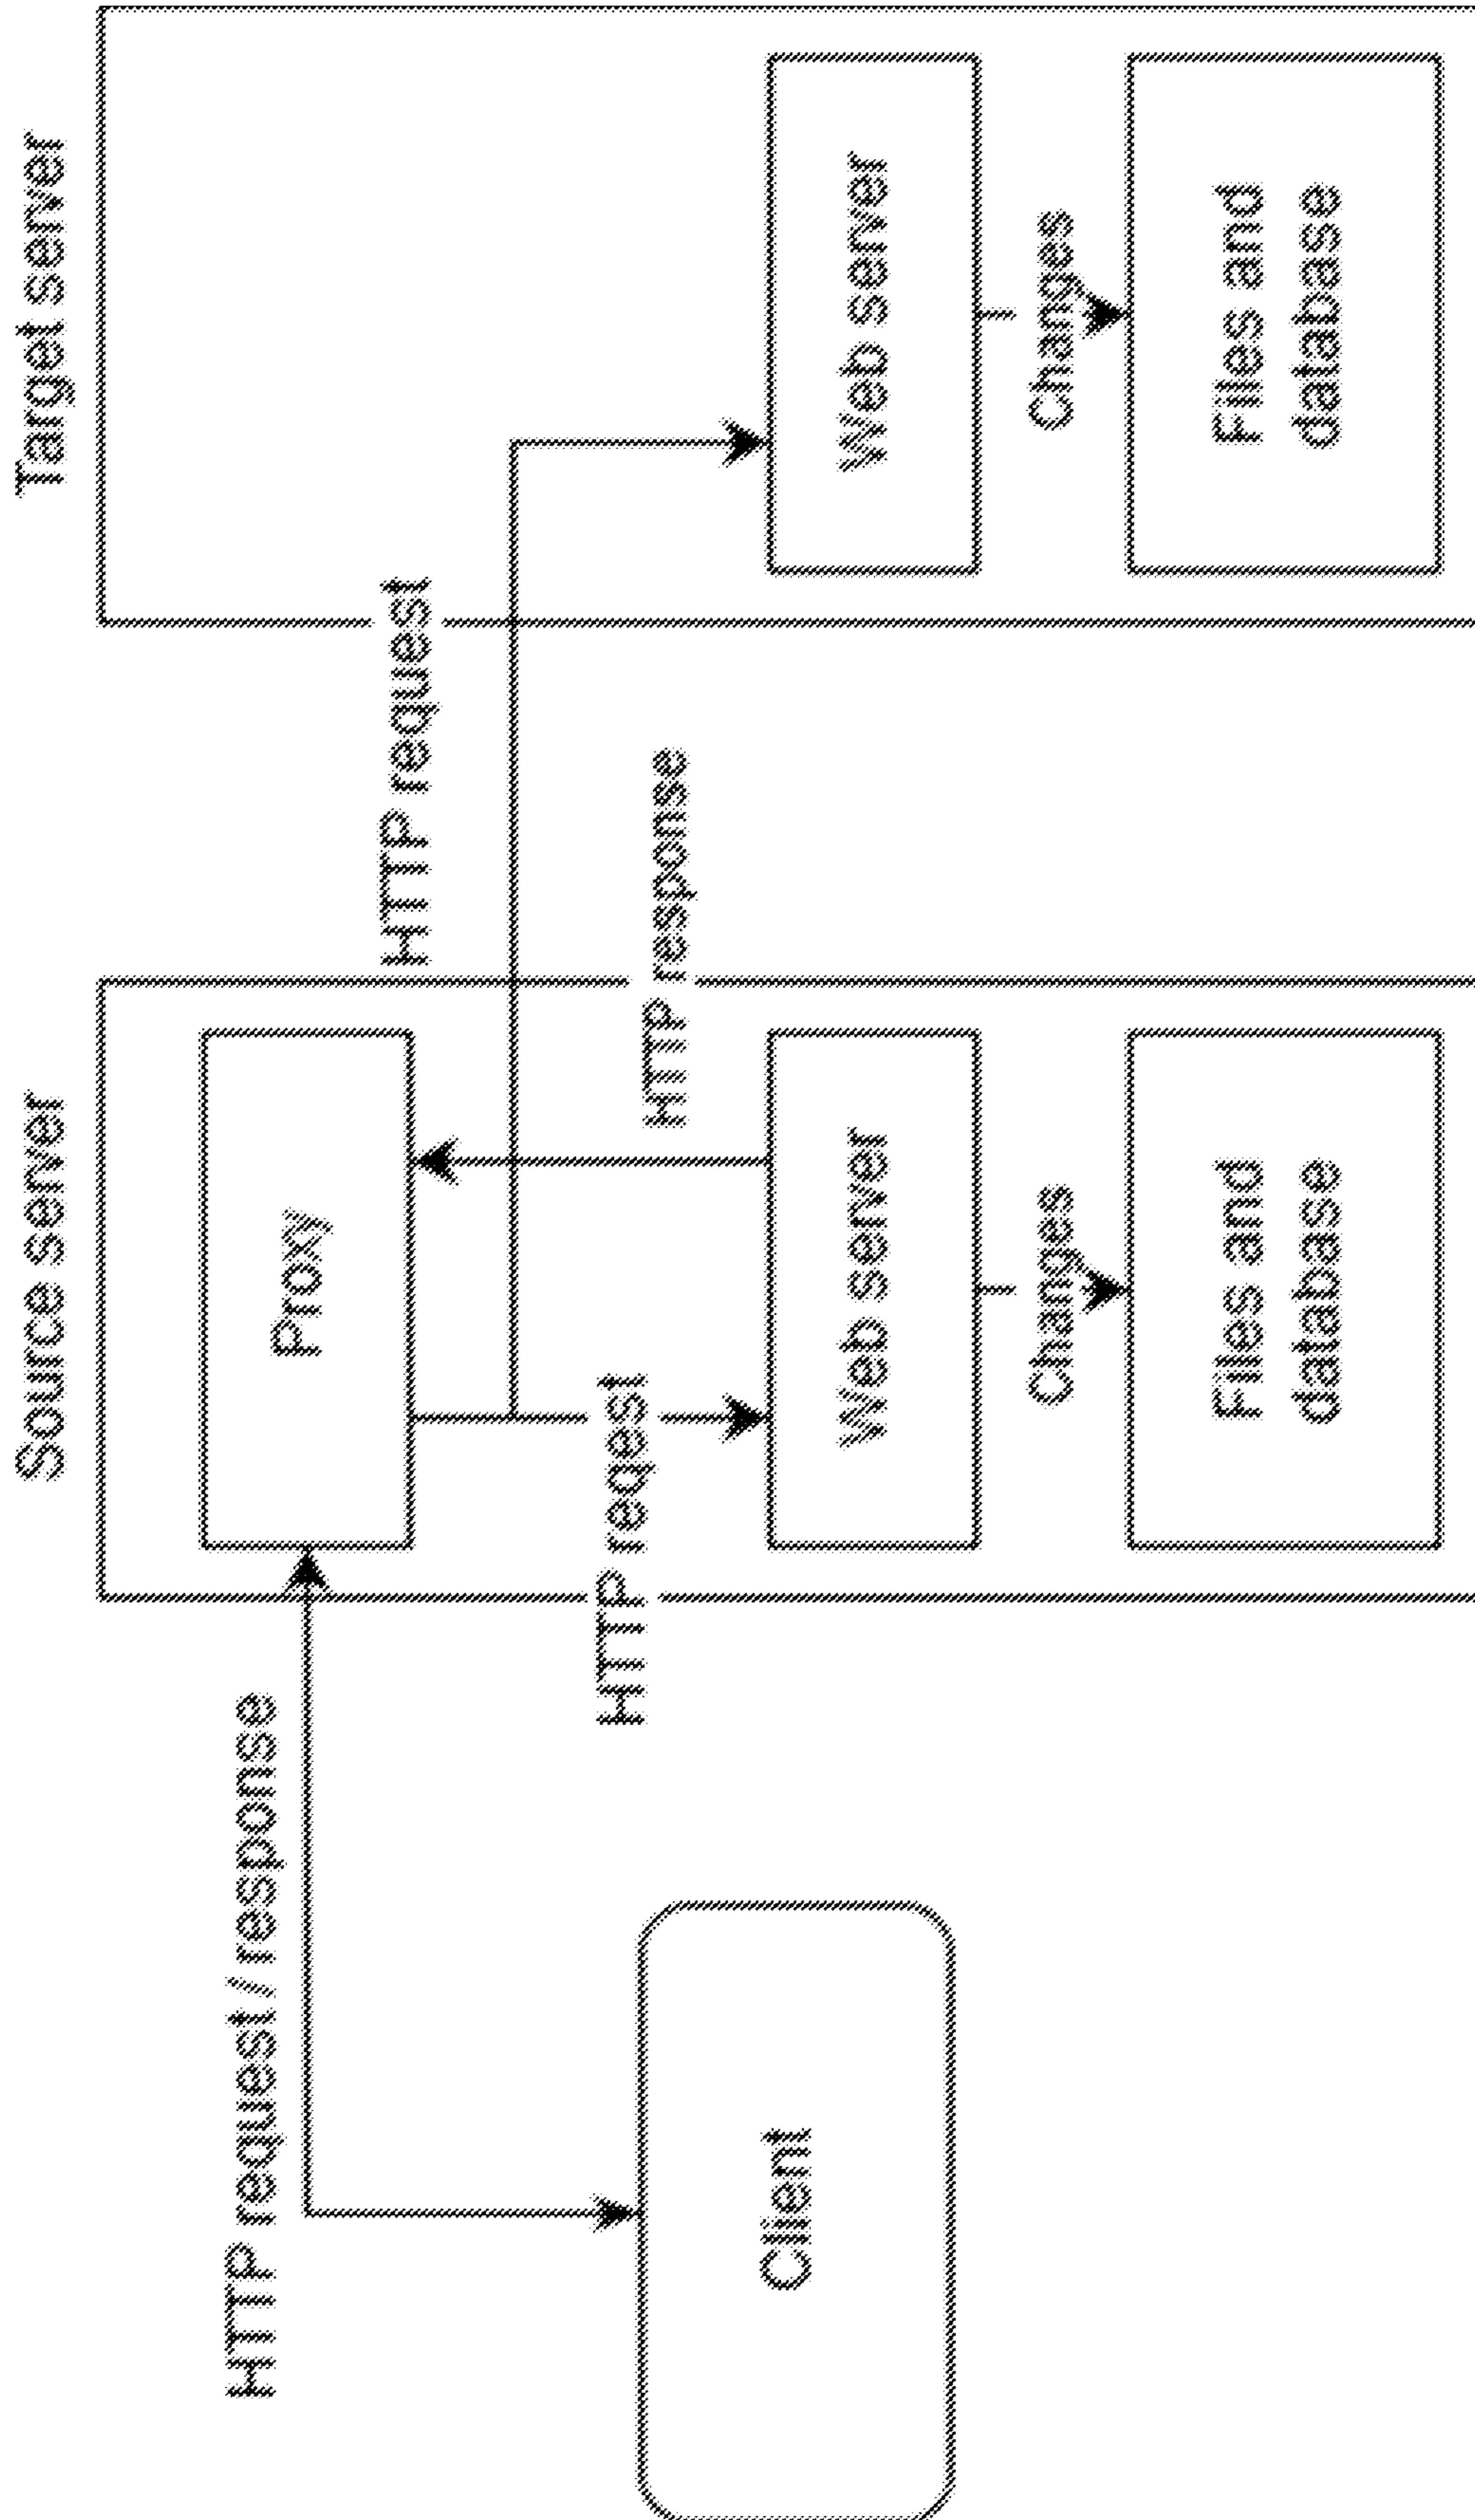 Source server
Target server
HTTP request / response
Proxy
HTTP request
HTTP reqest
HTTP response
Client
Web server
Web server
Changes
Changes
Files and
database
Files and
database